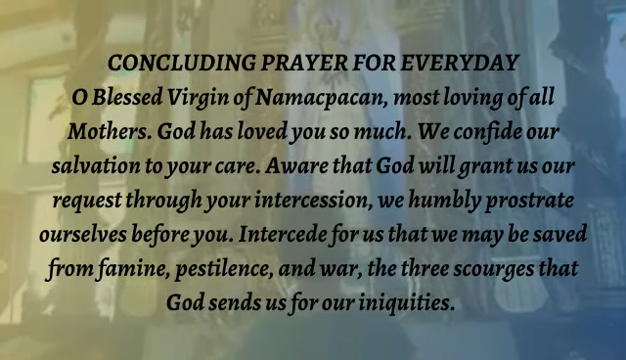 CONCLUDING PRAYER FOR EVERYDAY
O Blessed Virgin of Namacpacan, most loving of all
Mothers. God has loved you so much. We confide our
salvation to your care. Aware that God will grant us our
request through your intercession, we humbly prostrate
ourselves before you. Intercede for us that we may be saved
from famine, pestilence, and war, the three scourges that
God sends us for our iniquities.